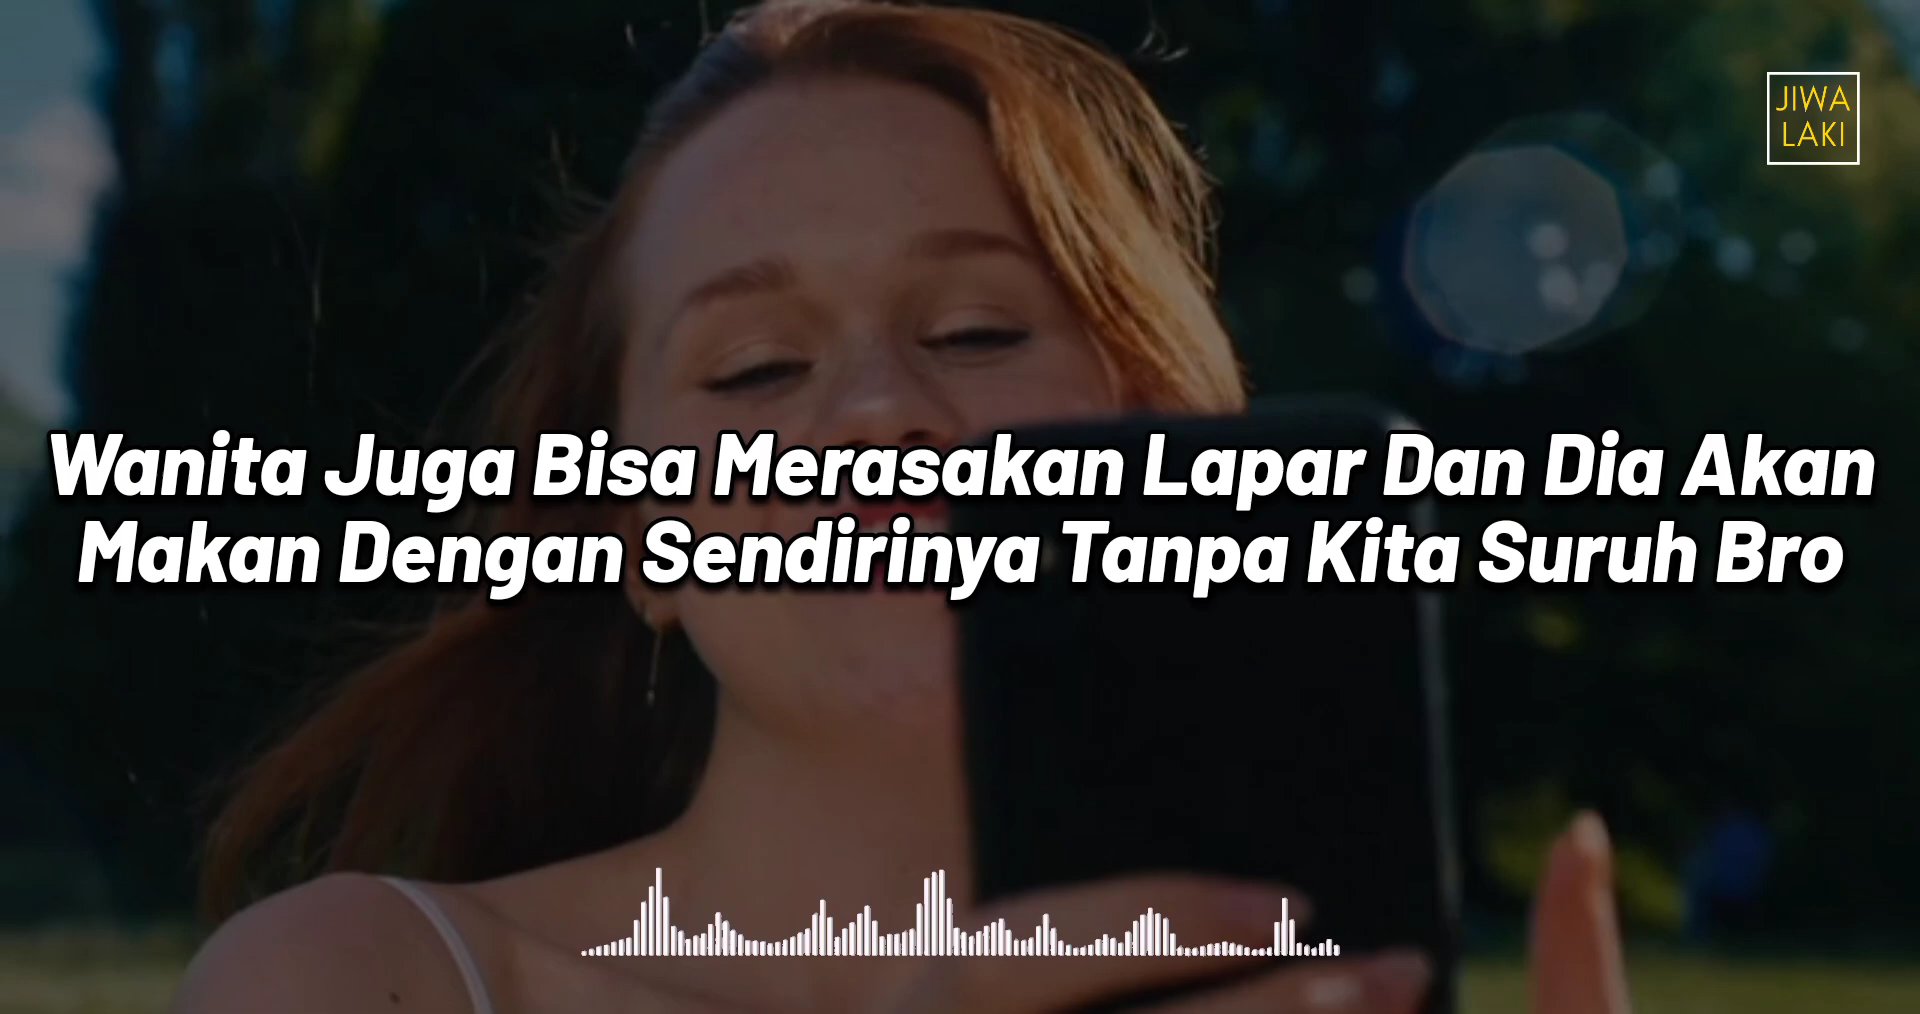 JIWA
LAKI
Wanita Juga Bisa Merasakan Lapar Dan Dia Akan
Makan Dengan Sendirinya Tanpa Kita Suruh Bro